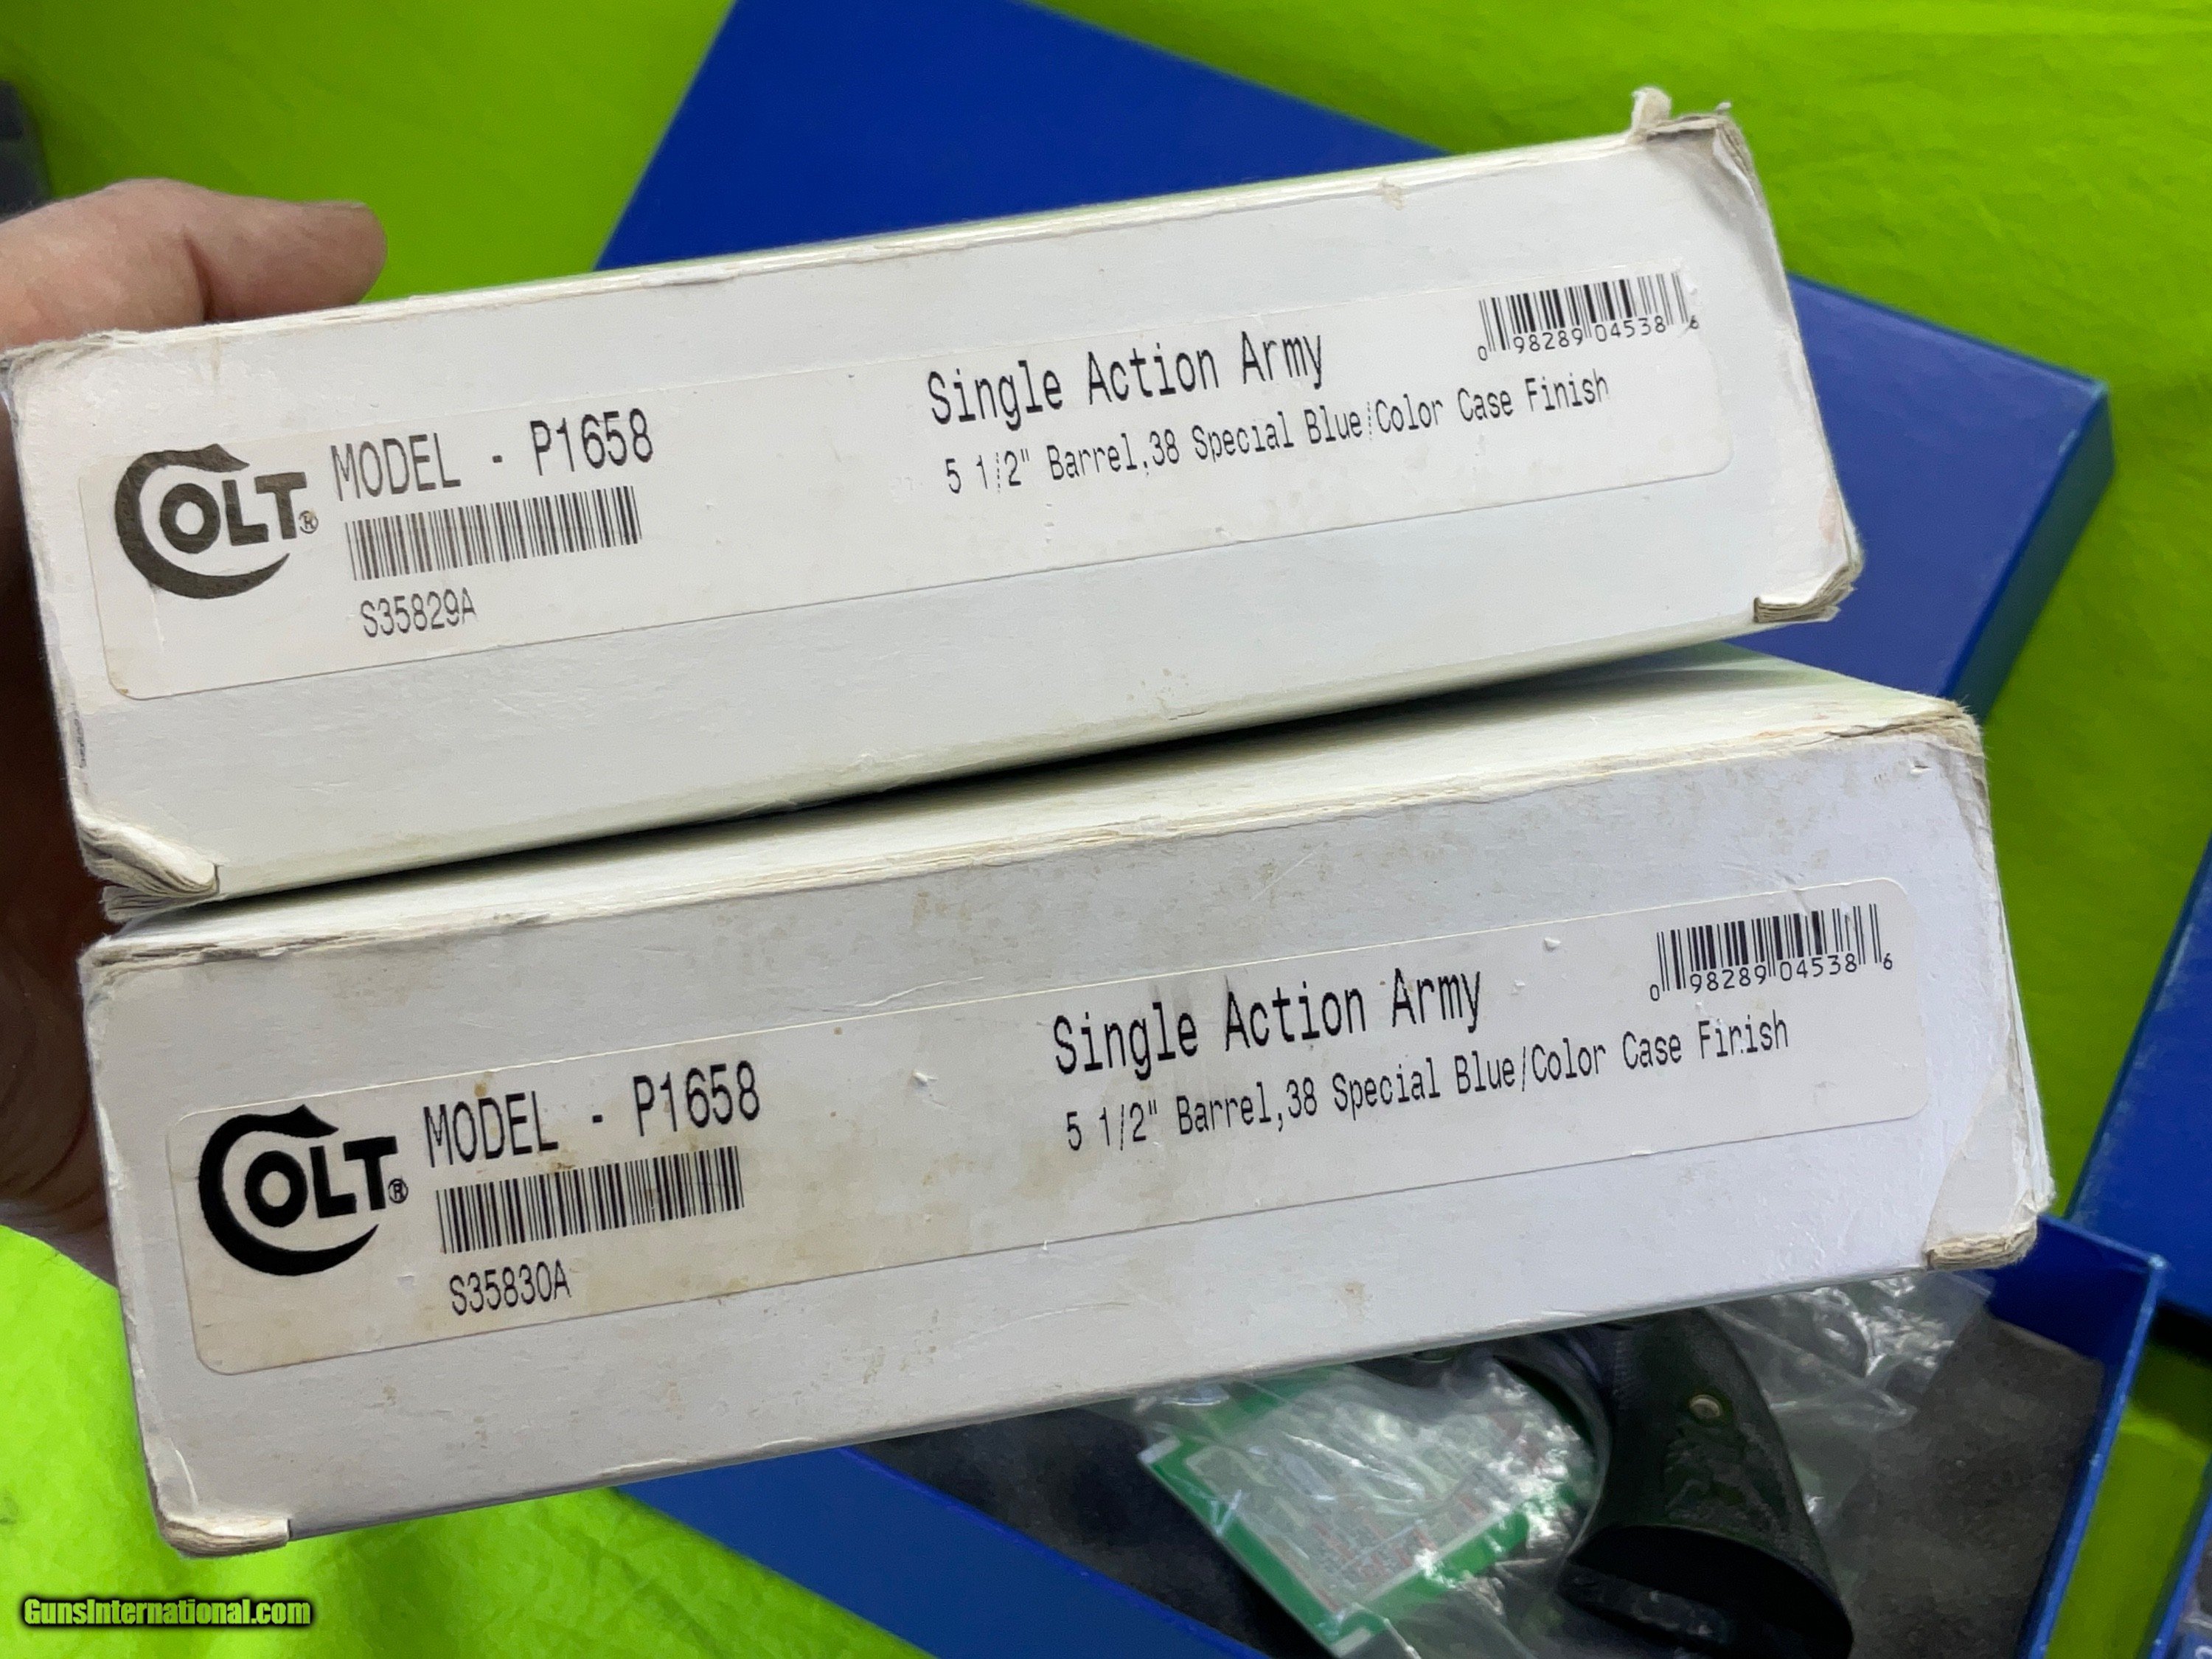 Single Action Army
0 98289 04538 6
COLT® MODEL - P1658
5 1/2" Barrel,38 Special Blue/Color Case Finish
S35829A
Single Action Army
0 98289 04538 6
COLT® MODEL - P1658
5 1/2" Barrel,38 Special Blue/Color Case Finish
S35830A
GunsInternational.com